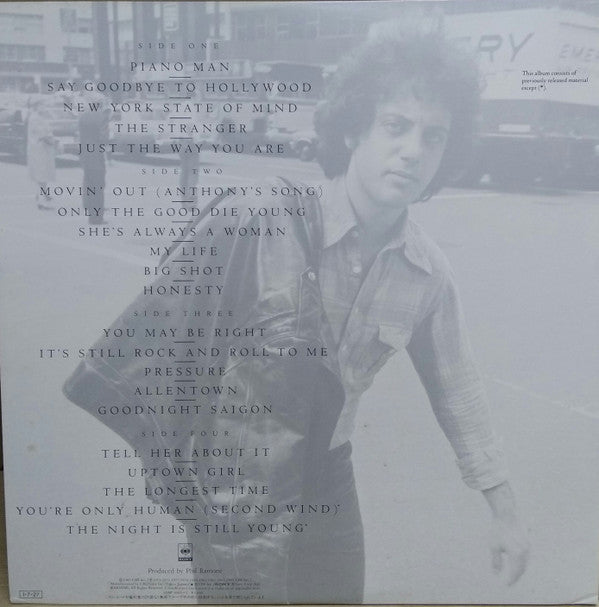 SIDE ONE
PIANO MAN
SAY GOODBYE TO HOLLYWOOD
NEW YORK STATE OF MIND
THE STRANGER
JUST THE WAY YOU ARE
SIDE TWO
MOVIN' OUT (ANTHONY'S SONG)
ONLY THE GOOD DIE YOUNG
SHE'S ALWAYS A WOMAN
MY LIFE
BIG SHOT
HONESTY
SIDE THREE
YOU MAY BE RIGHT
IT'S STILL ROCK AND ROLL TO ME
PRESSURE
ALLENTOWN
GOODNIGHT SAIGON
SIDE FOUR
TELL HER ABOUT IT
UPTOWN GIRL
THE LONGEST TIME
YOU'RE ONLY HUMAN (SECOND WIND)*
THE NIGHT IS STILL YOUNG*
This album consists of
previously released material
except (*)
ERY
Produced by Phil Ramone